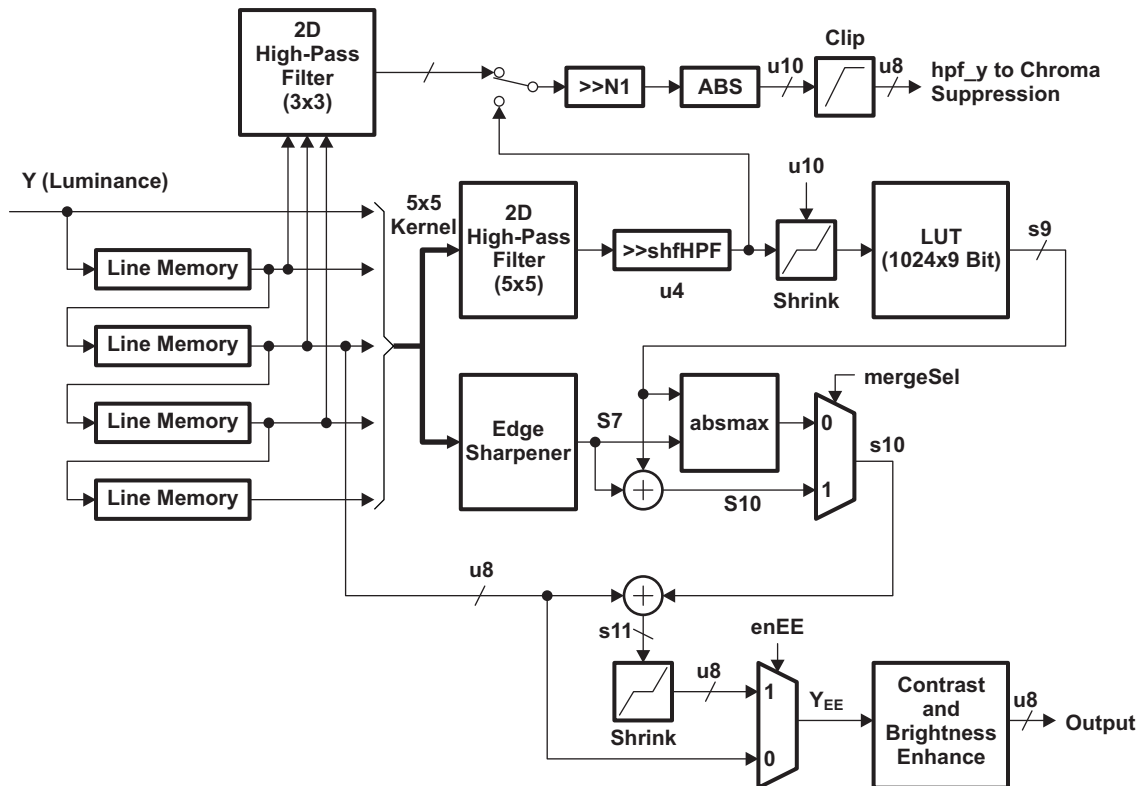 2D
High-Pass
Filter
(3x3)
>>N1
ABS
u10
Clip
u8
hpf_y to Chroma
Suppression
Y (Luminance)
5x5
Kernel
2D
High-Pass
Filter
(5x5)
>>shfHPF
u4
u10
Shrink
LUT
(1024x9 Bit)
s9
Line Memory
Line Memory
Line Memory
Line Memory
Edge
Sharpener
S7
absmax
mergeSel
0
1
s10
S10
u8
s11
Shrink
u8
enEE
1
0
YEE
Contrast
and
Brightness
Enhance
u8
Output